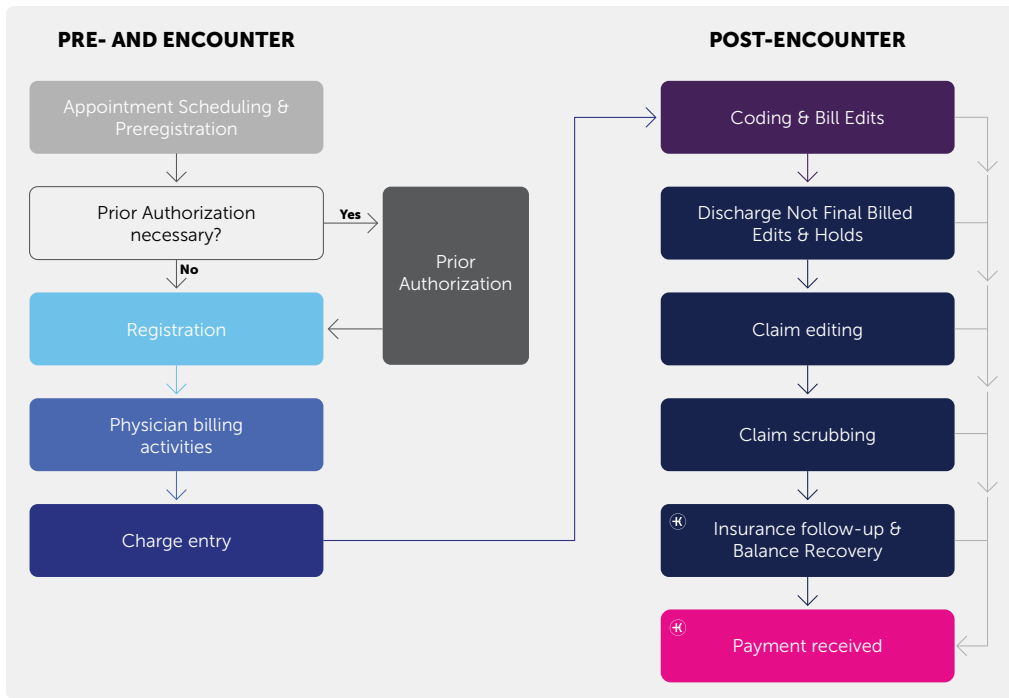 PRE- AND ENCOUNTER
Appointment Scheduling &
Preregistration
Prior Authorization
necessary?
Yes
No
Prior
Authorization
Registration
Physician billing
activities
Charge entry
POST-ENCOUNTER
Coding & Bill Edits
Discharge Not Final Billed
Edits & Holds
Claim editing
Claim scrubbing
K
Insurance follow-up &
Balance Recovery
K
Payment received